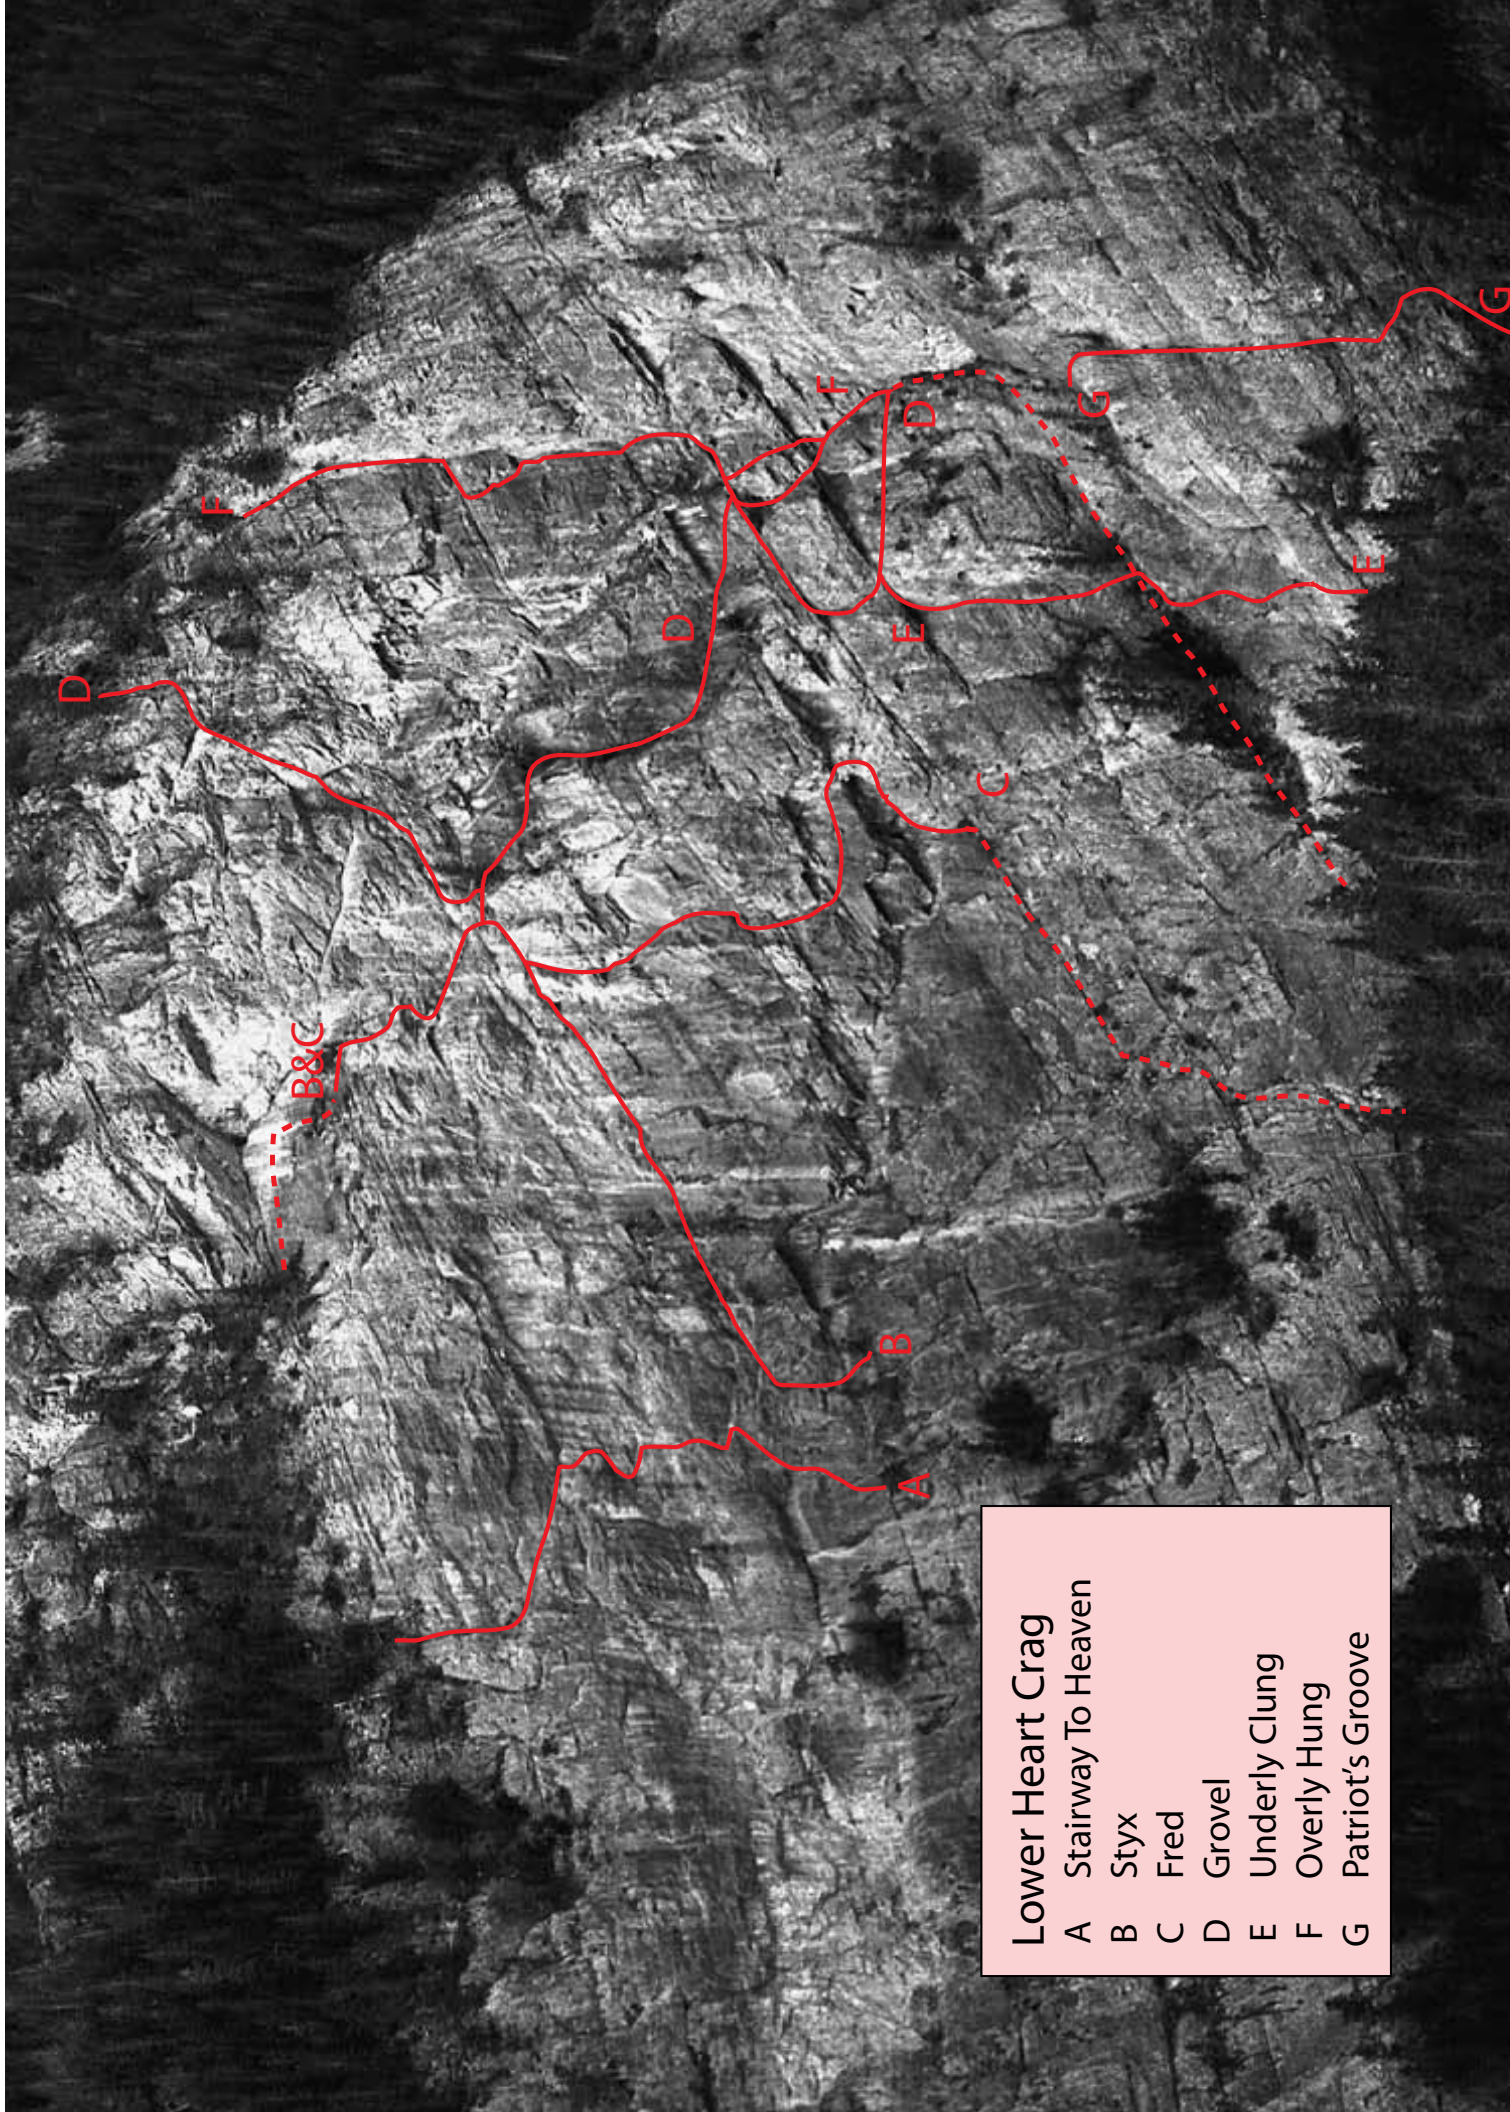 Lower Heart Crag
A Stairway To Heaven
B Styx
C Fred
D Grovel
E Underly Clung
F Overly Hung
G Patriot's Groove
A
B
B&C
C
D
D
D
E
E
F
F
G
G